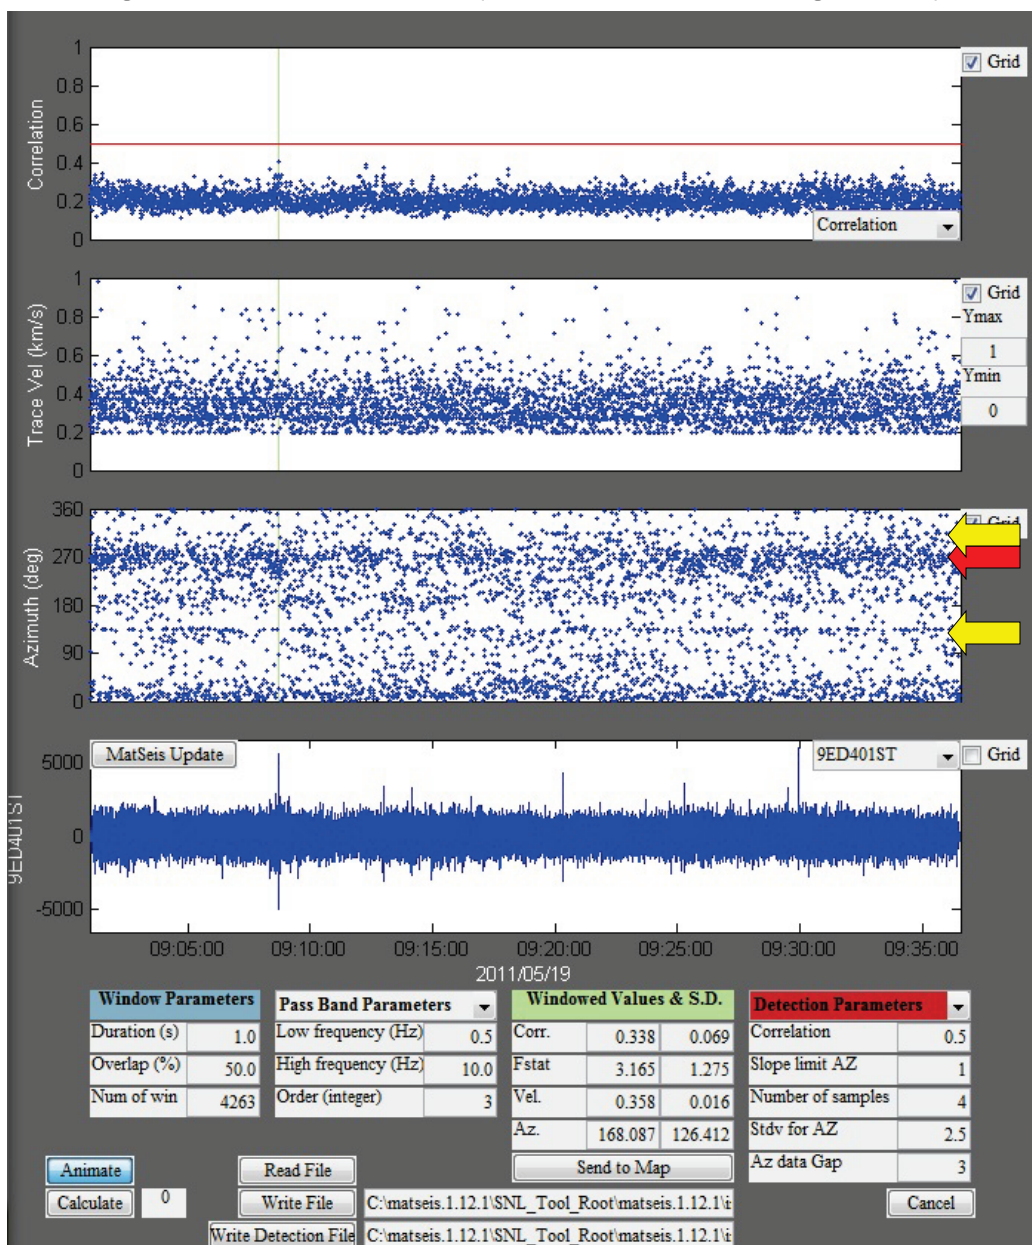 1
0.8
0.6
0.4
0.2
0
Correlation
Grid
Correlation
1
0.8
0.6
0.4
0.2
0
Trace Vel (km/s)
Grid
Ymax
1
Ymin
0
360
270
180
90
0
Azimuth (deg)
Grid
MatSeis Update
9ED401ST
Grid
5000
0
-5000
9ED401ST
09:05:00 09:10:00 09:15:00 09:20:00 09:25:00 09:30:00 09:35:00
2011/05/19
Window Parameters
Duration (s) 1.0
Overlap (%) 50.0
Num of win 4263
Pass Band Parameters
Low frequency (Hz) 0.5
High frequency (Hz) 10.0
Order (integer) 3
Windowed Values & S.D.
Corr. 0.338 0.069
Fstat 3.165 1.275
Vel. 0.358 0.016
Az. 168.087 126.412
Send to Map
Detection Parameters
Correlation 0.5
Slope limit AZ 1
Number of samples 4
Stdv for AZ 2.5
Az data Gap 3
Animate
Read File
Calculate 0
Write File
C:\matseis.1.12.1\SNL_Tool_Root\matseis.1.12.1\i
Cancel
Write Detection File
C:\matseis.1.12.1\SNL_Tool_Root\matseis.1.12.1\i